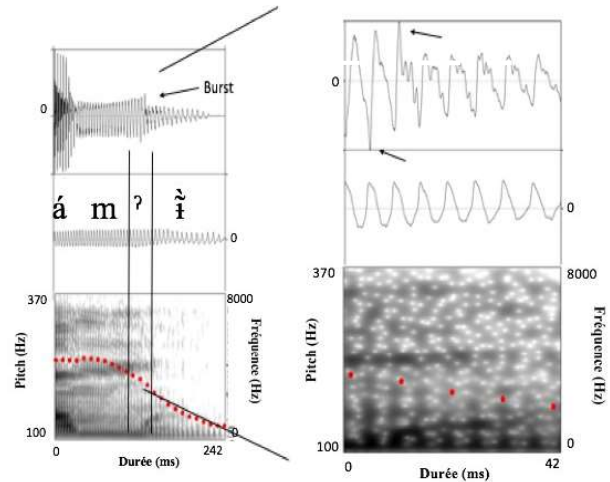 0
Burst
á m ˀ ɨ̰̀
0
370
8000
Pitch (Hz)
Fréquence (Hz)
100
0
0
242
Durée (ms)
0
0
370
8000
Pitch (Hz)
Fréquence (Hz)
100
0
0
42
Durée (ms)